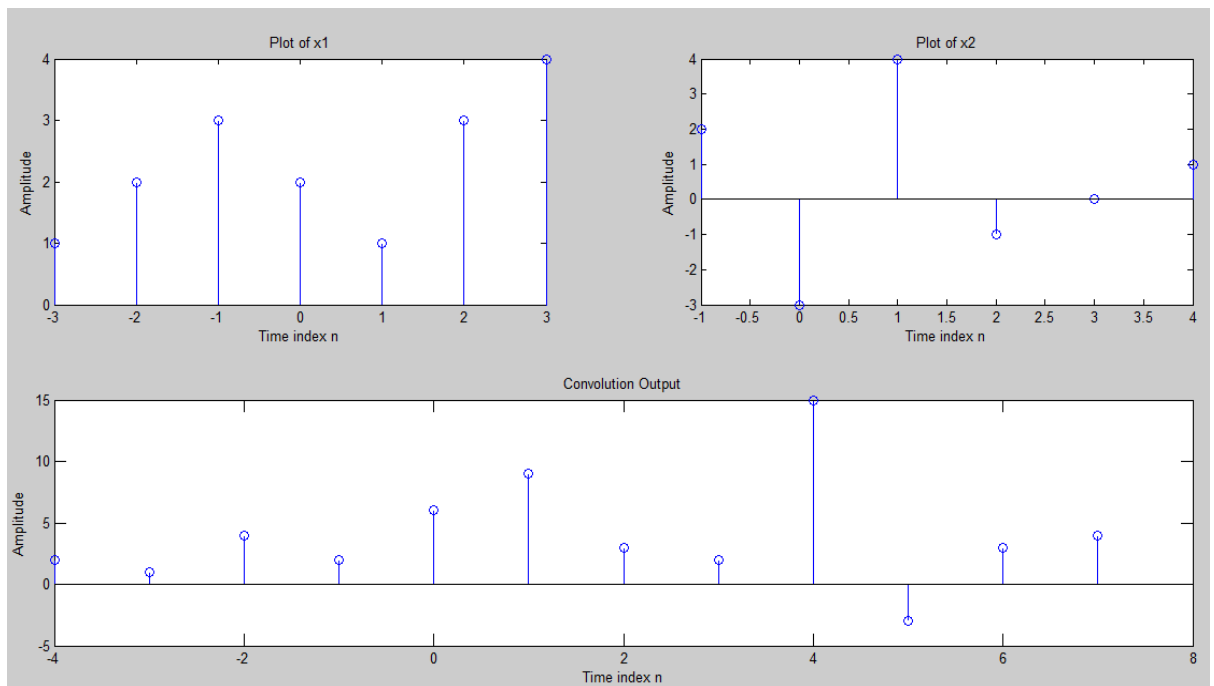 Plot of x1
4
3
2
1
0
-3 -2 -1 0 1 2 3
Amplitude
Time index n
Plot of x2
4
3
2
1
0
-1
-2
-3
-1 -0.5 0 0.5 1 1.5 2 2.5 3 3.5 4
Amplitude
Time index n
Convolution Output
15
10
5
0
-5
-4 -2 0 2 4 6 8
Amplitude
Time index n